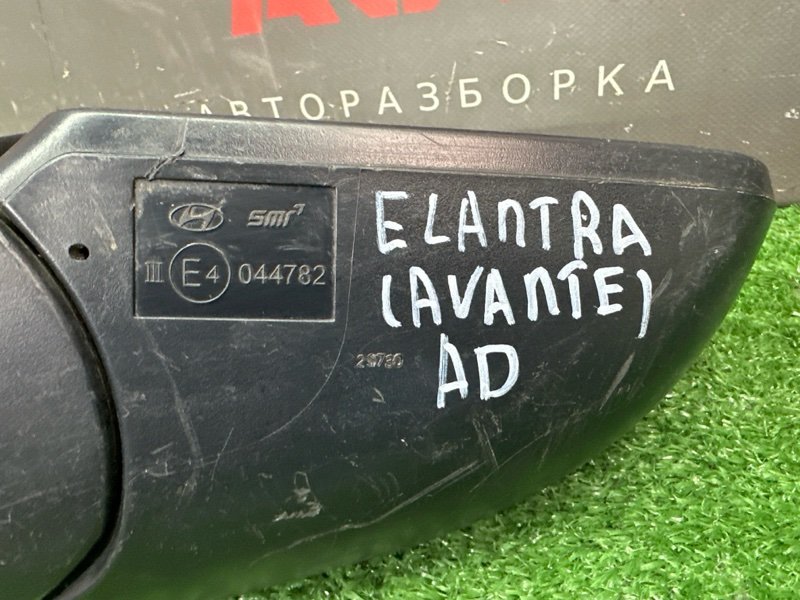 АВТОРАЗБОРКА
smr
III E4 044782
ELANTRA
(AVANTE)
AD